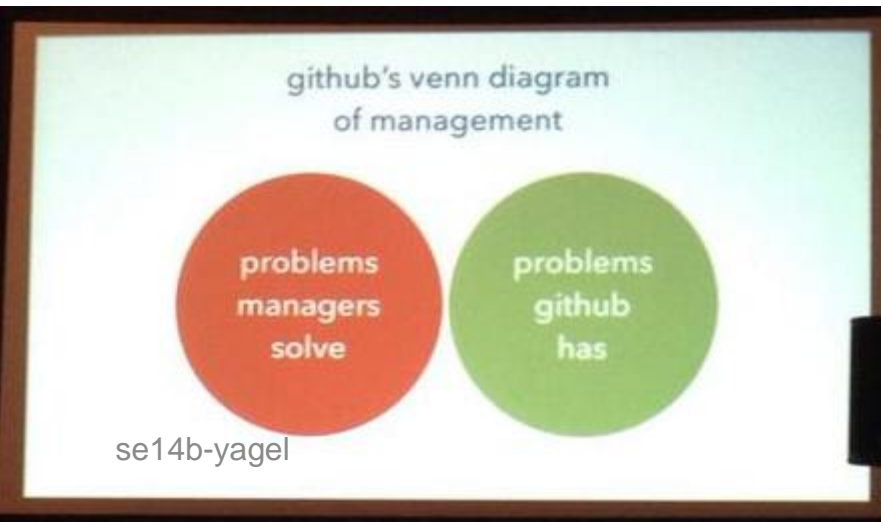 github's venn diagram
of management
problems
managers
solve
problems
github
has
se14b-yagel